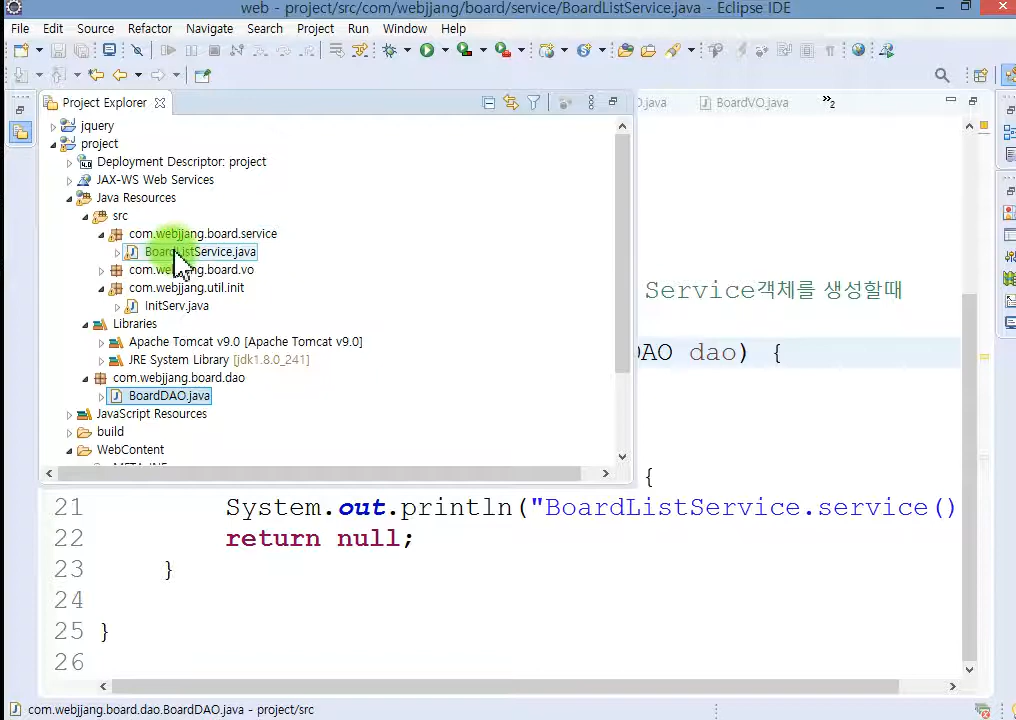 web - project/src/com/webjjang/board/service/BoardListService.java - Eclipse IDE
File Edit Source Refactor Navigate Search Project Run Window Help
Project Explorer
O.java
BoardVO.java
»2
jquery
project
Deployment Descriptor: project
JAX-WS Web Services
Java Resources
src
com.webjjang.board.service
BoardListService.java
com.webjjang.board.vo
com.webjjang.util.init
InitServ.java
Libraries
Apache Tomcat v9.0 [Apache Tomcat v9.0]
JRE System Library [jdk1.8.0_241]
com.webjjang.board.dao
BoardDAO.java
JavaScript Resources
build
WebContent
Service객체를 생성할때
DAO dao) {
{
21 System.out.println("BoardListService.service()
22 return null;
23 }
24
25 }
26
com.webjjang.board.dao.BoardDAO.java - project/src